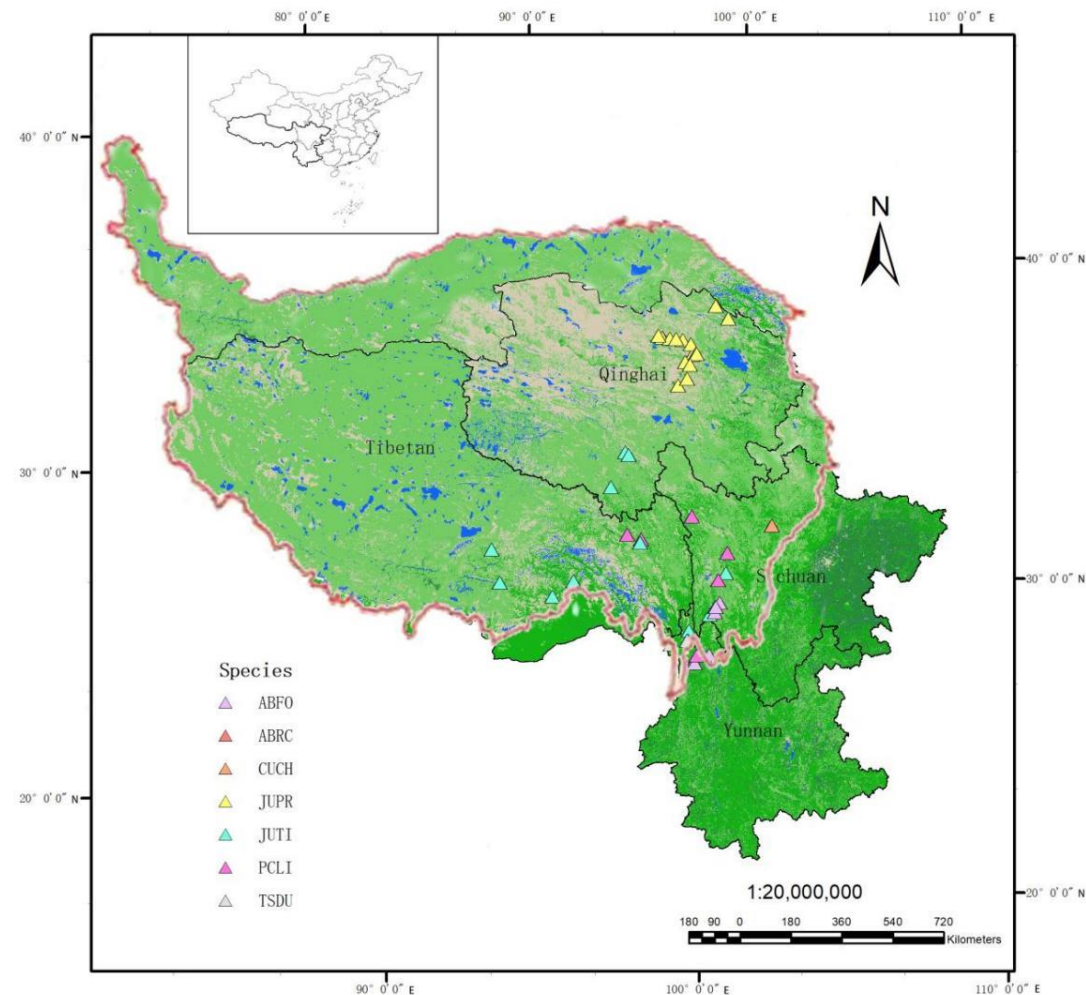 80° 0′0″ E
90° 0′0″ E
100° 0′0″ E
110° 0′0″ E
40° 0′0″ N
N
40° 0′0″ N
Qinghai
Tibetan
30° 0′0″ N
30° 0′0″ N
Sichuan
Species
ABFO
ABRC
CUCH
JUPR
JUTI
PCLI
TSDU
Yunnan
20° 0′0″ N
1:20,000,000
20° 0′0″ N
180 90 0 180 360 540 720
Kilometers
90° 0′0″ E
100° 0′0″ E
110° 0′0″ E